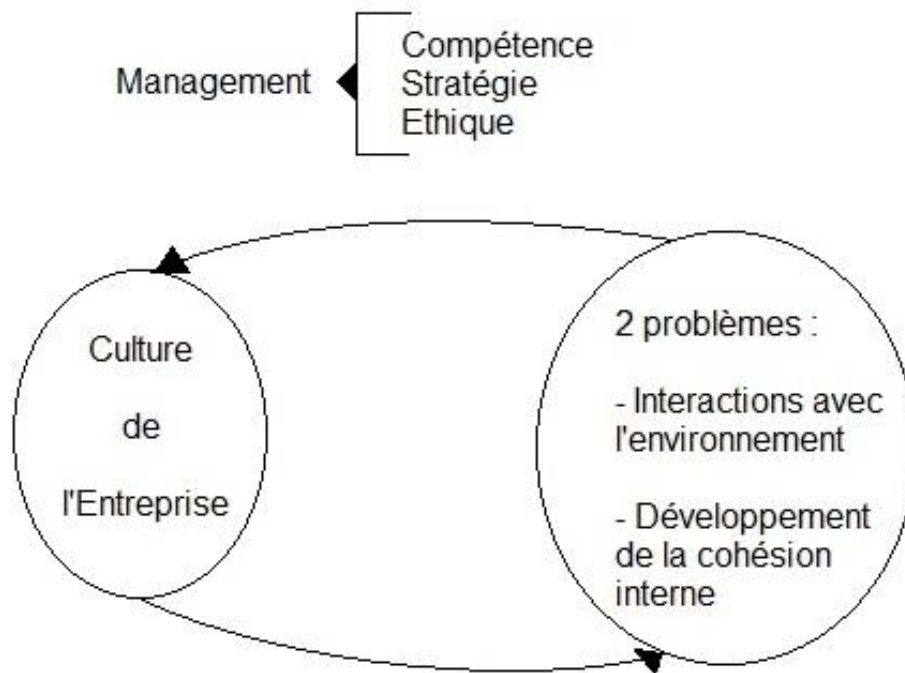 Management
Compétence
Stratégie
Ethique
Culture
de
l'Entreprise
2 problèmes :
- Interactions avec
l'environnement
- Développement
de la cohésion
interne